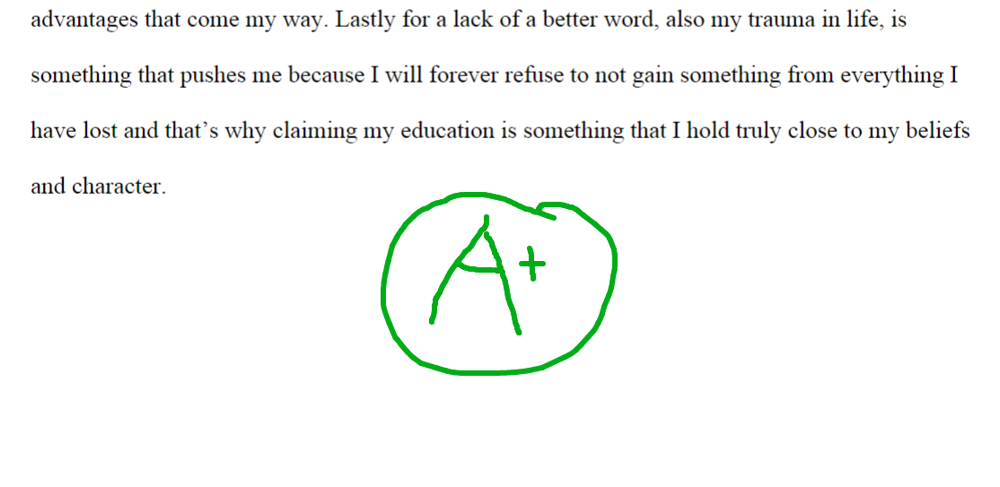 advantages that come my way. Lastly for a lack of a better word, also my trauma in life, is
something that pushes me because I will forever refuse to not gain something from everything I
have lost and that’s why claiming my education is something that I hold truly close to my beliefs
and character.
A+